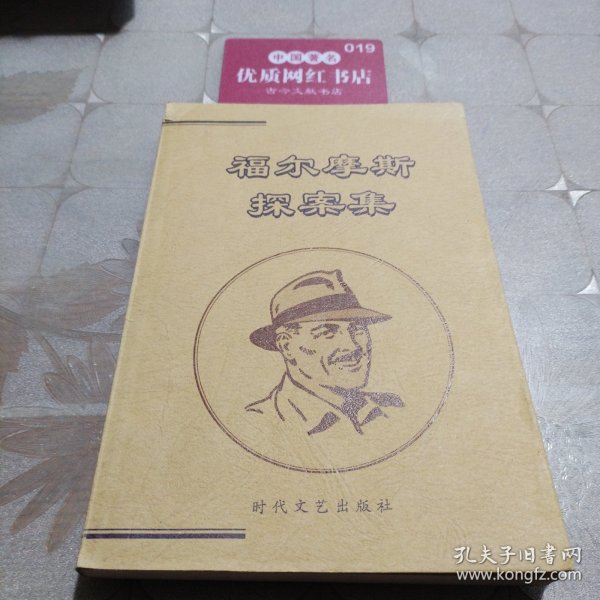 中国著名
019
优质网红书店
古今文献书店
福尔摩斯
探案集
时代文艺出版社
孔夫子旧书网
www.kongfz.com